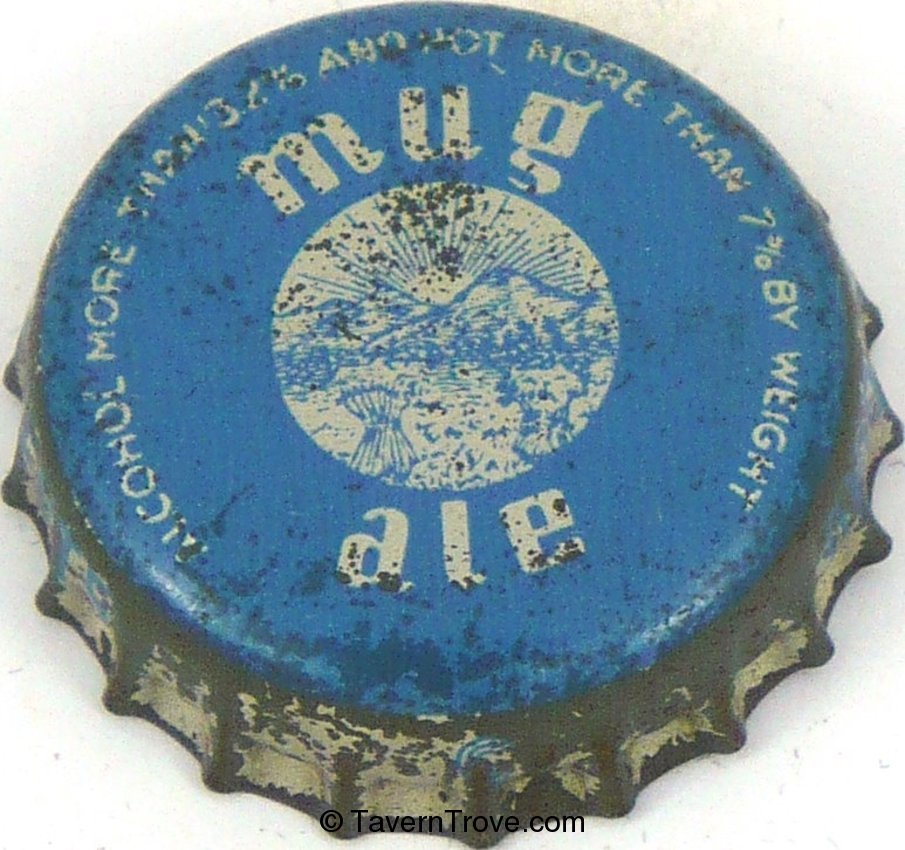 ALCOHOL MORE THAN 3.2% AND NOT MORE THAN 7% BY WEIGHT
mug
ale
© TavernTrove.com